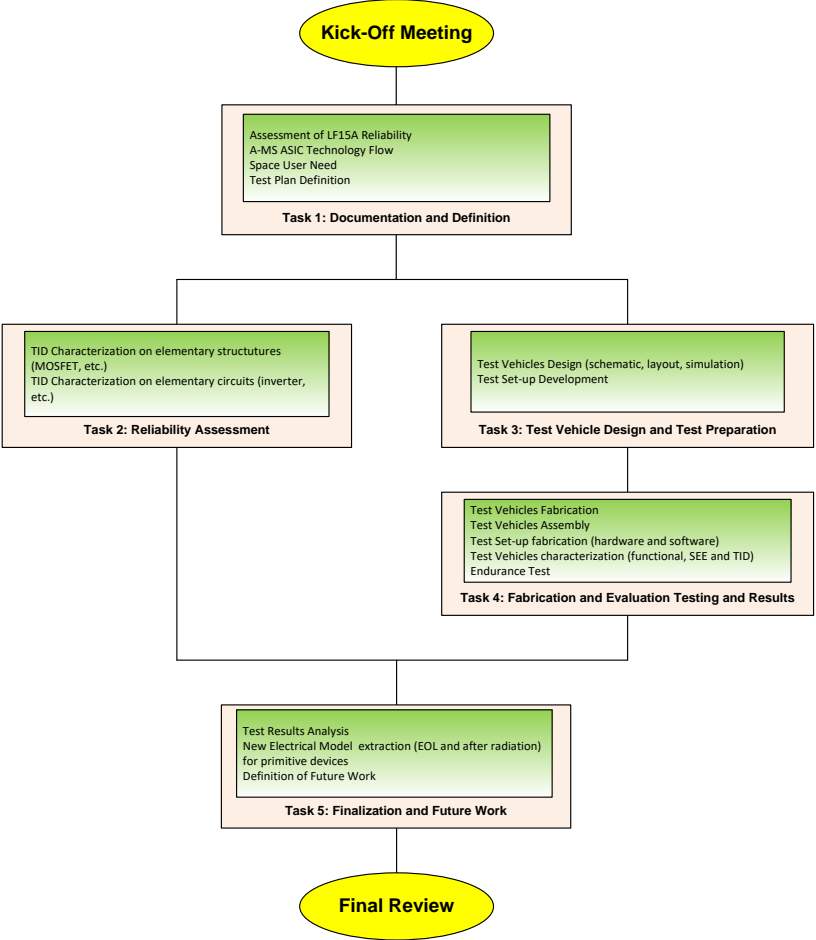 Kick-Off Meeting
Assessment of LF15A Reliability
A-MS ASIC Technology Flow
Space User Need
Test Plan Definition
Task 1: Documentation and Definition
TID Characterization on elementary structutures
(MOSFET, etc.)
TID Characterization on elementary circuits (inverter,
etc.)
Task 2: Reliability Assessment
Test Vehicles Design (schematic, layout, simulation)
Test Set-up Development
Task 3: Test Vehicle Design and Test Preparation
Test Vehicles Fabrication
Test Vehicles Assembly
Test Set-up fabrication (hardware and software)
Test Vehicles characterization (functional, SEE and TID)
Endurance Test
Task 4: Fabrication and Evaluation Testing and Results
Test Results Analysis
New Electrical Model extraction (EOL and after radiation)
for primitive devices
Definition of Future Work
Task 5: Finalization and Future Work
Final Review